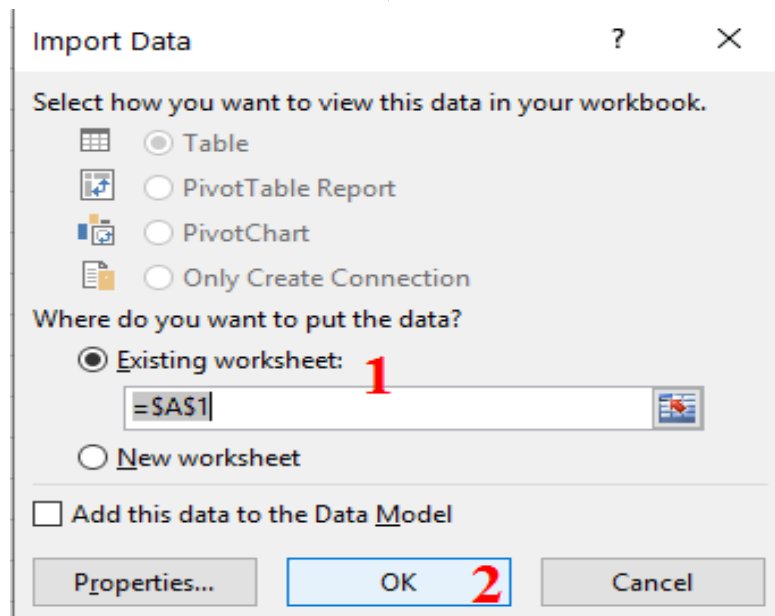 Import Data ? ×
Select how you want to view this data in your workbook.
Table
PivotTable Report
PivotChart
Only Create Connection
Where do you want to put the data?
Existing worksheet: 1
=$A$1
New worksheet
Add this data to the Data Model
Properties... OK 2 Cancel